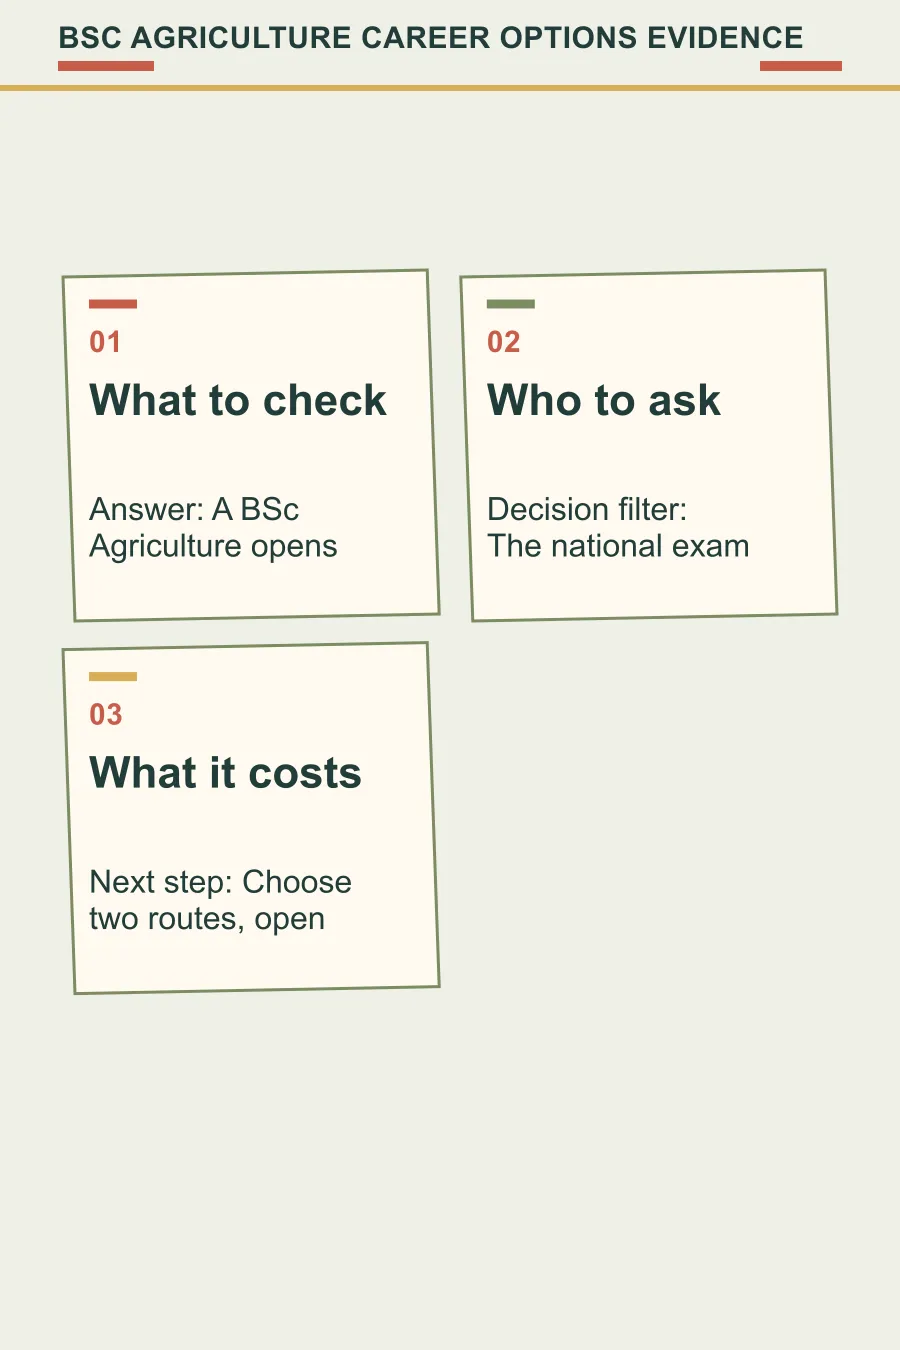 BSC AGRICULTURE CAREER OPTIONS EVIDENCE
01
What to check
Answer: A BSc
Agriculture opens
02
Who to ask
Decision filter:
The national exam
03
What it costs
Next step: Choose
two routes, open